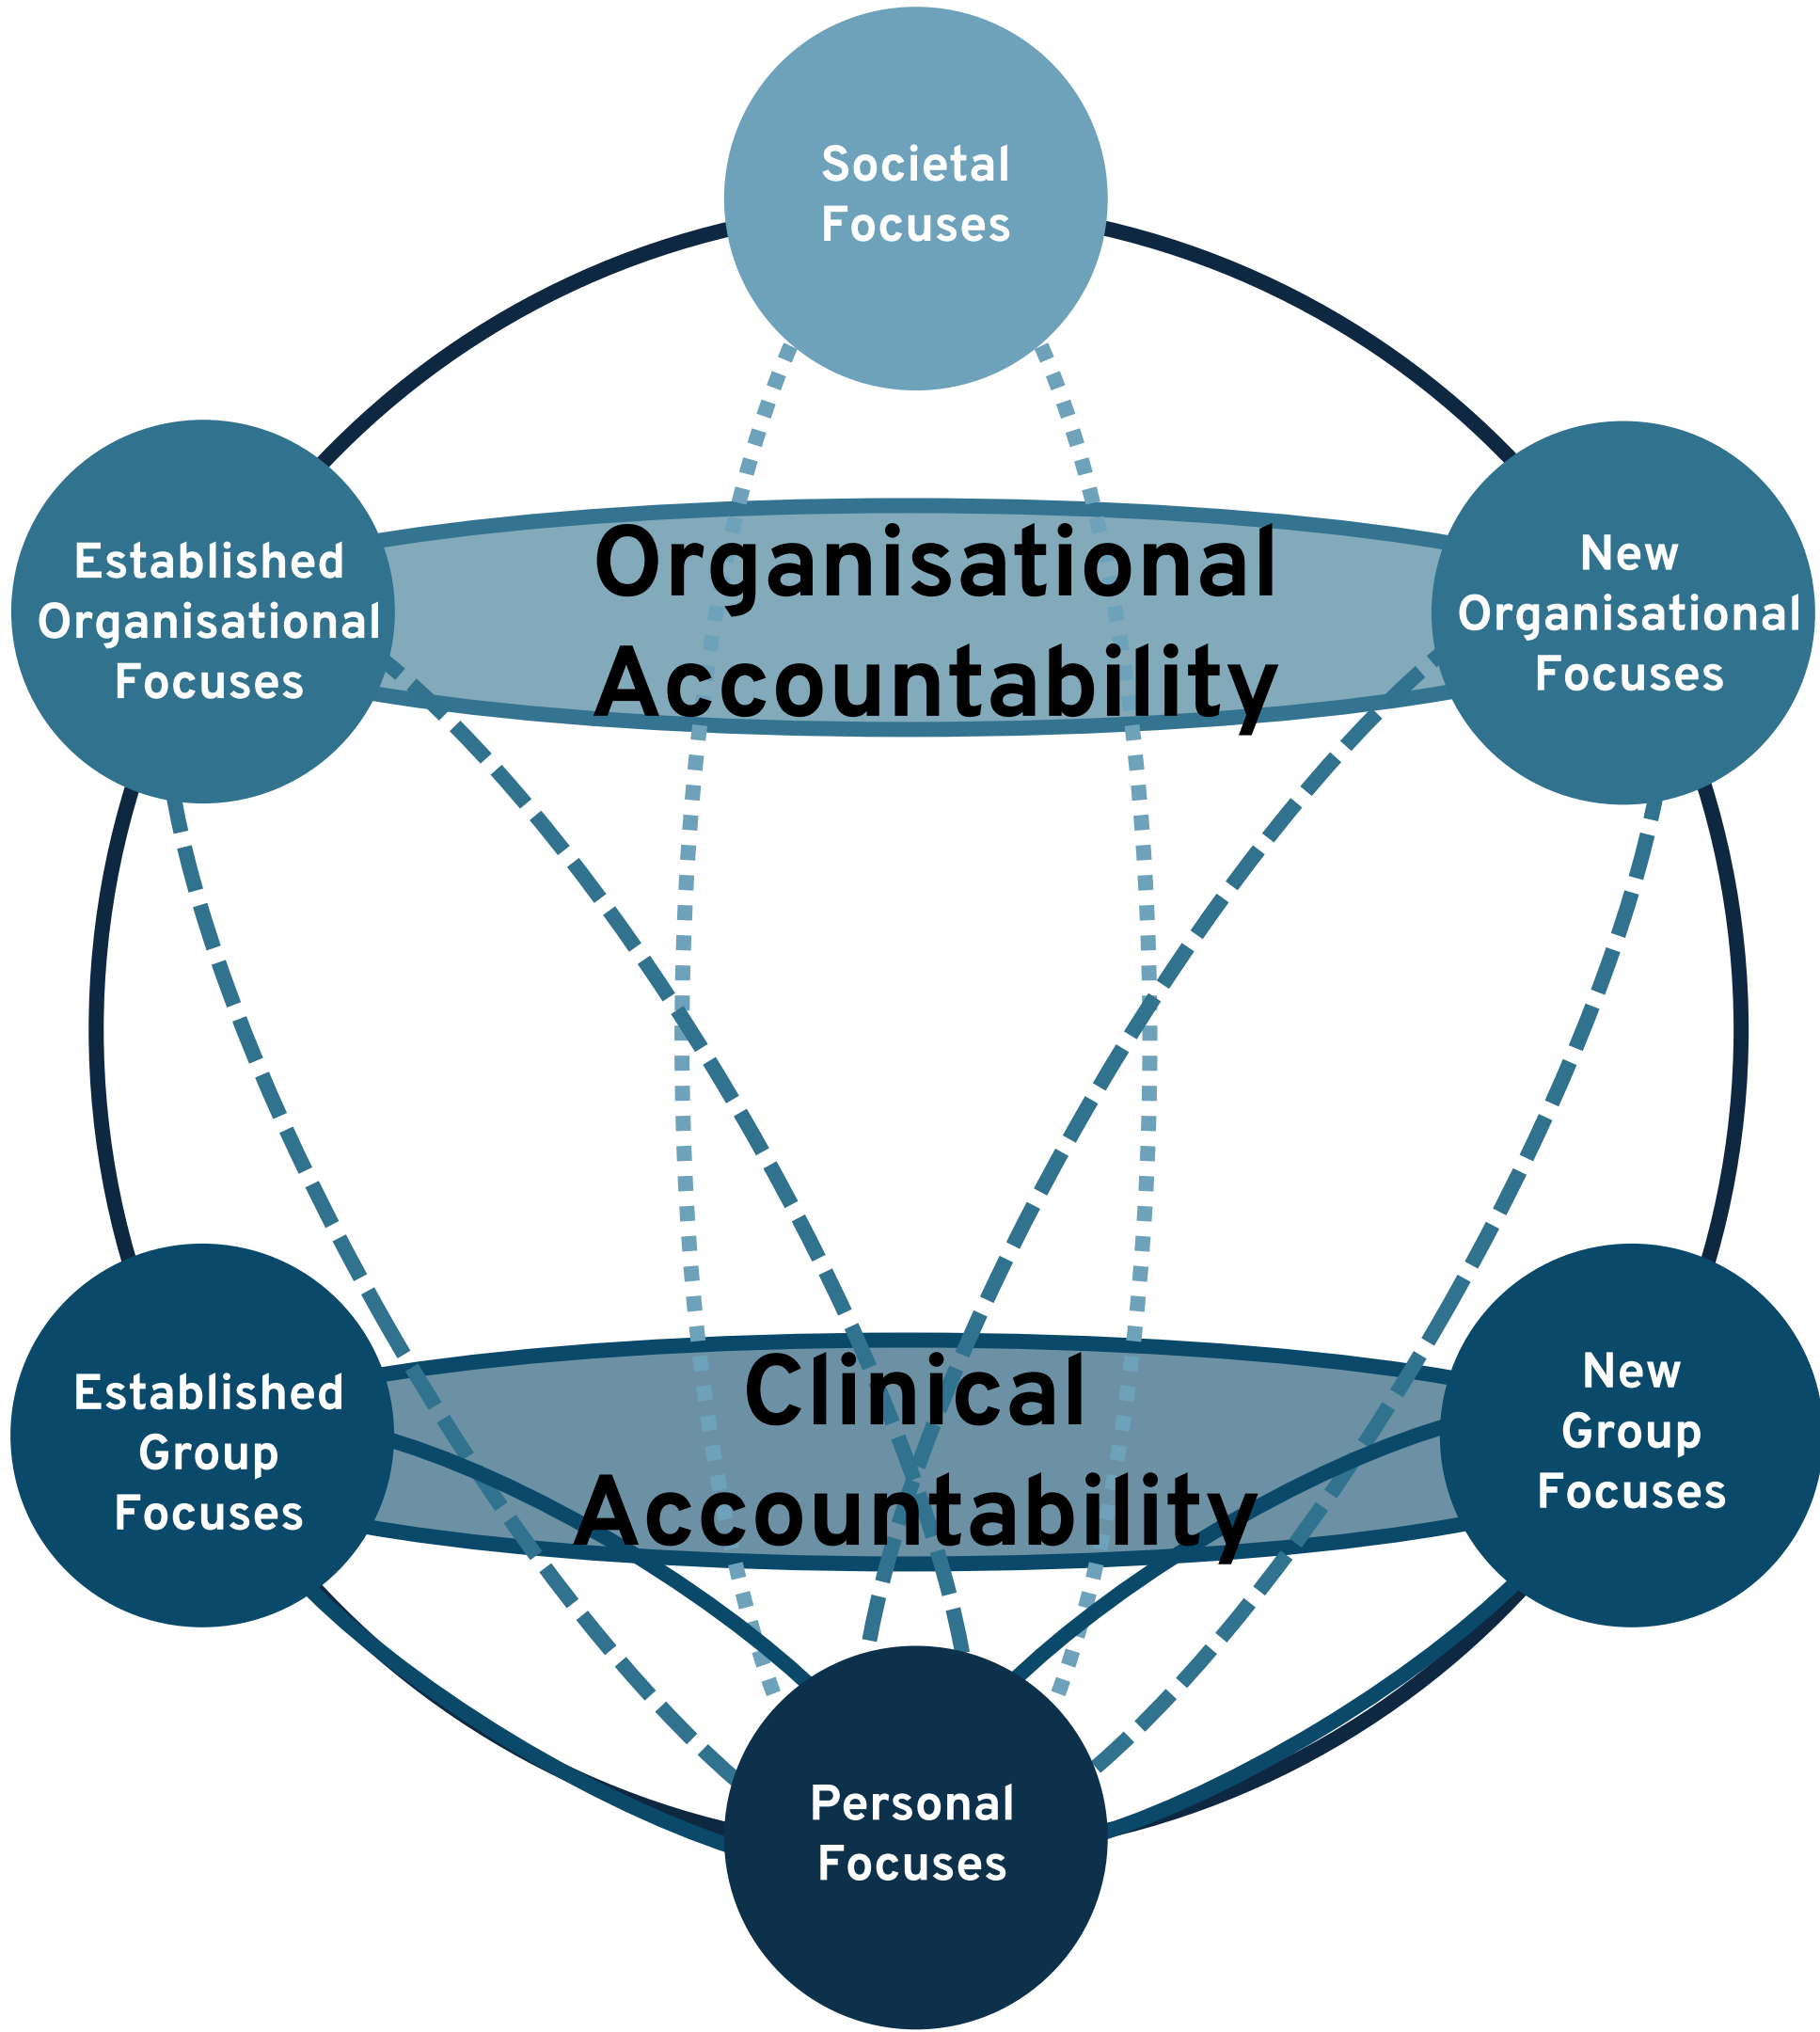 Societal
Focuses
Established
Organisational
Focuses
Organisational
Accountability
New
Organisational
Focuses
Established
Group
Focuses
Clinical
Accountability
New
Group
Focuses
Personal
Focuses